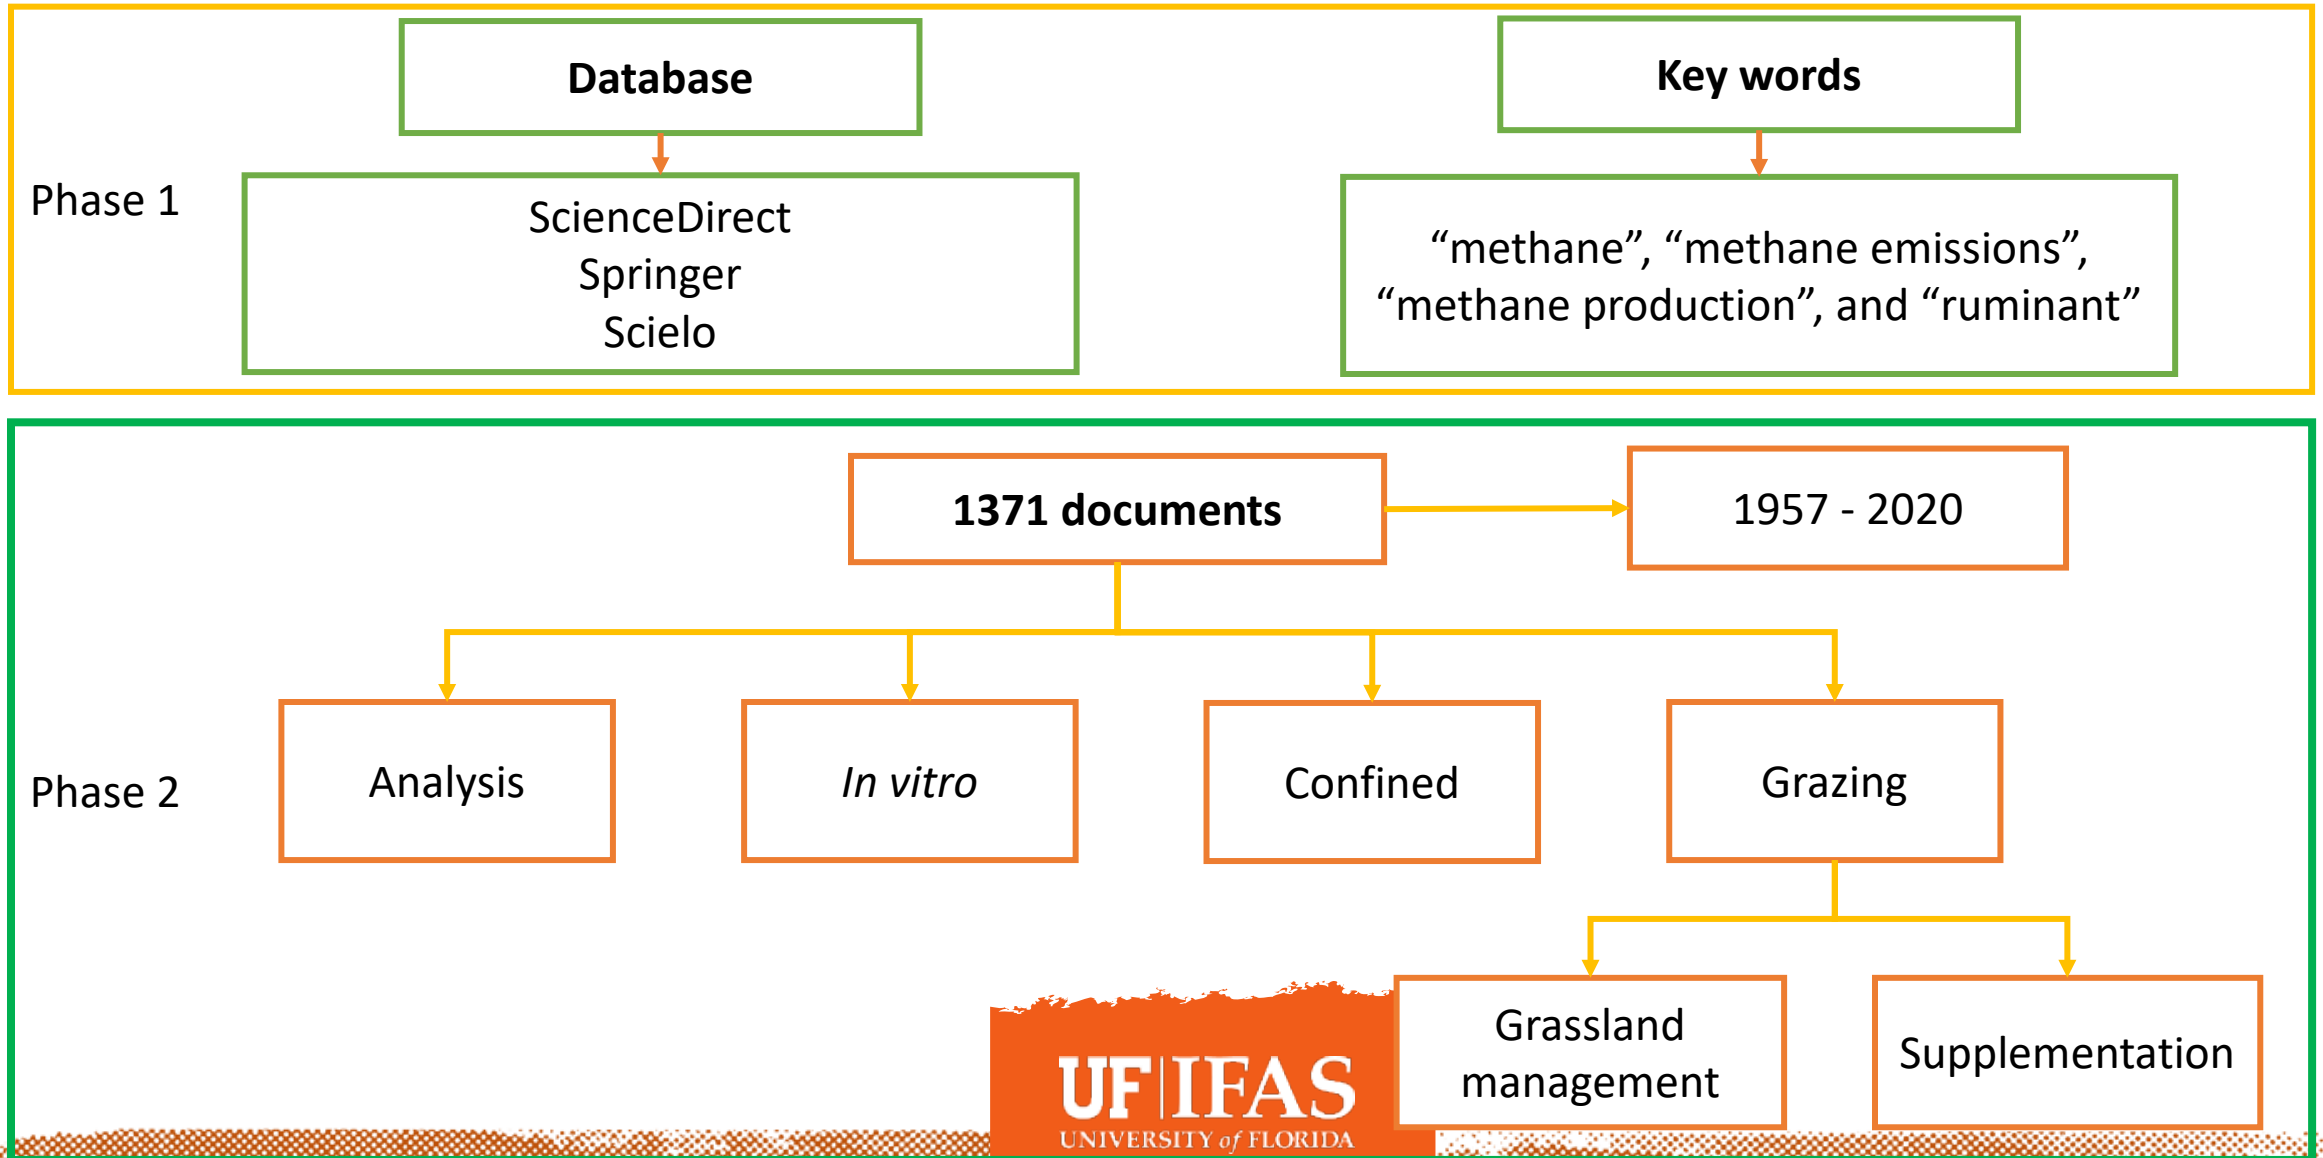 Database
Key words
Phase 1
ScienceDirect
Springer
Scielo
“methane”, “methane emissions”,
“methane production”, and “ruminant”
1371 documents
1957 - 2020
Phase 2
Analysis
In vitro
Confined
Grazing
Grassland
management
Supplementation
UF|IFAS
UNIVERSITY of FLORIDA